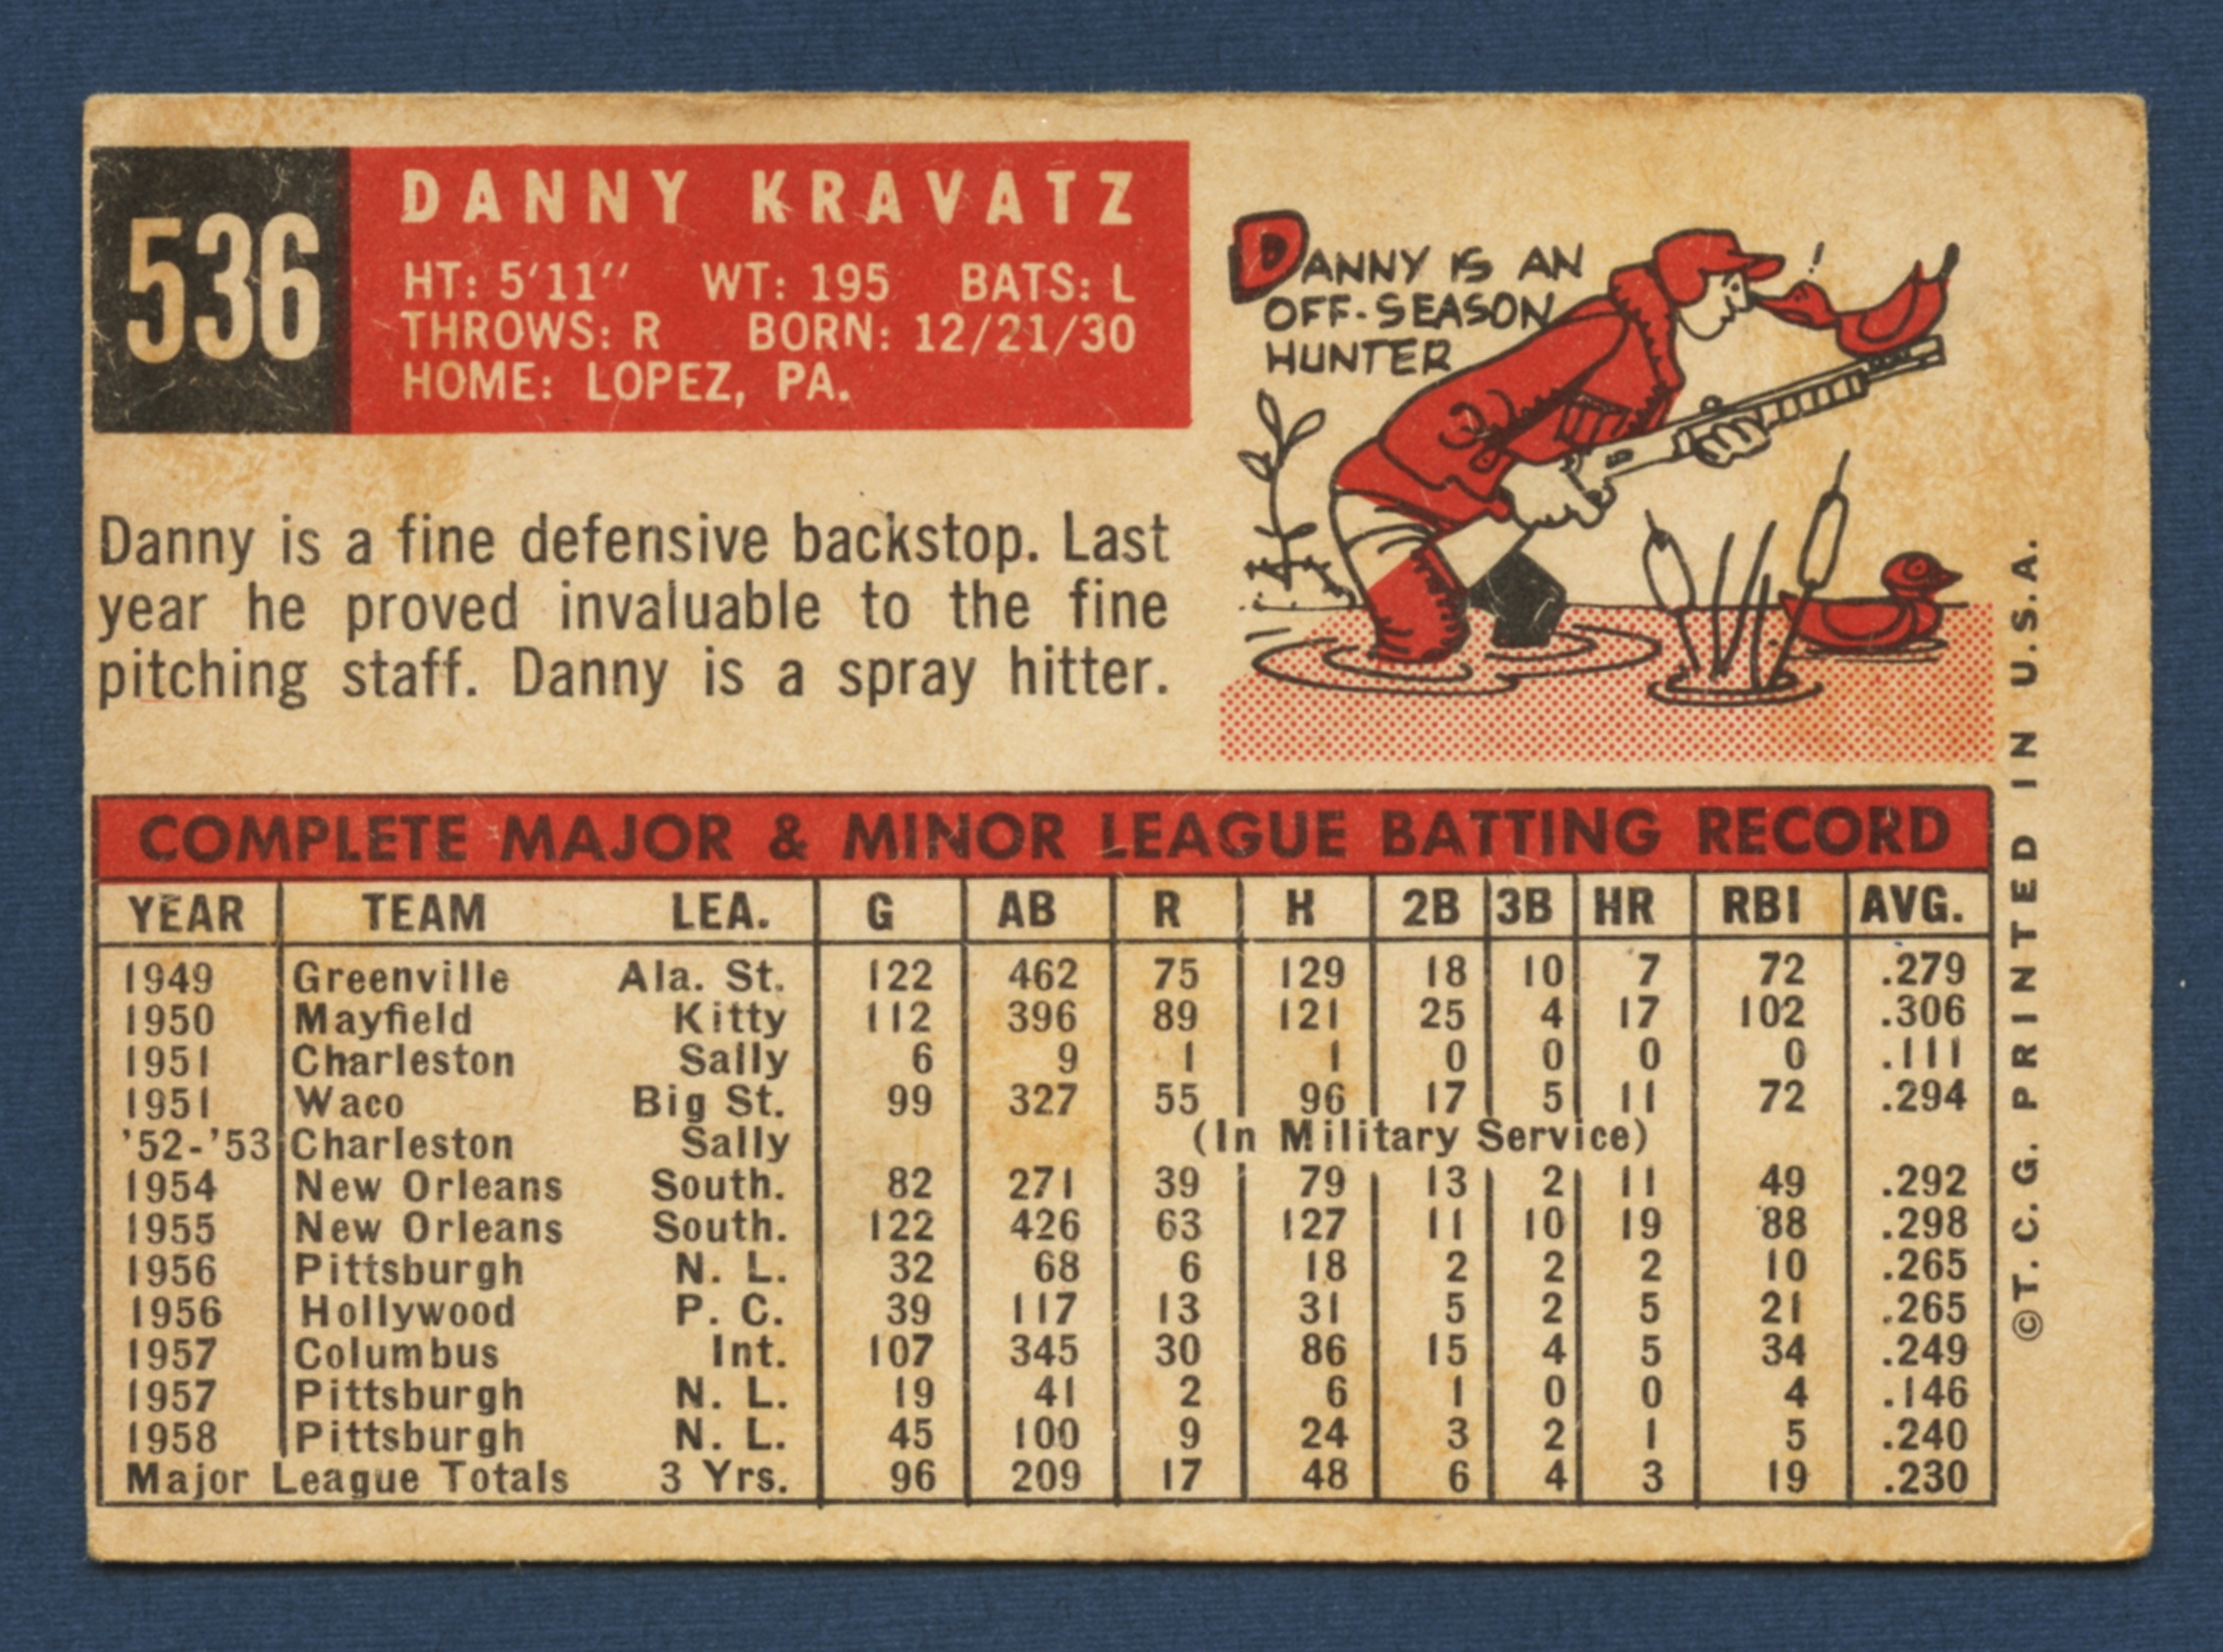 536
DANNY KRAVATZ
HT: 5'11" WT: 195 BATS: L
THROWS: R BORN: 12/21/30
HOME: LOPEZ, PA.
DANNY IS AN
OFF-SEASON
HUNTER
!
Danny is a fine defensive backstop. Last
year he proved invaluable to the fine
pitching staff. Danny is a spray hitter.
COMPLETE MAJOR & MINOR LEAGUE BATTING RECORD
YEAR TEAM LEA. G AB R H 2B 3B HR RBI AVG.
1949 Greenville Ala. St. 122 462 75 129 18 10 7 72 .279
1950 Mayfield Kitty 112 396 89 121 25 4 17 102 .306
1951 Charleston Sally 6 9 1 1 0 0 0 0 .111
1951 Waco Big St. 99 327 55 96 17 5 11 72 .294
'52-'53 Charleston Sally (In Military Service)
1954 New Orleans South. 82 271 39 79 13 2 11 49 .292
1955 New Orleans South. 122 426 63 127 11 10 19 88 .298
1956 Pittsburgh N. L. 32 68 6 18 2 2 2 10 .265
1956 Hollywood P. C. 39 117 13 31 5 2 5 21 .265
1957 Columbus Int. 107 345 30 86 15 4 5 34 .249
1957 Pittsburgh N. L. 19 41 2 6 1 0 0 4 .146
1958 Pittsburgh N. L. 45 100 9 24 3 2 1 5 .240
Major League Totals 3 Yrs. 96 209 17 48 6 4 3 19 .230
©T.C.G. PRINTED IN U.S.A.